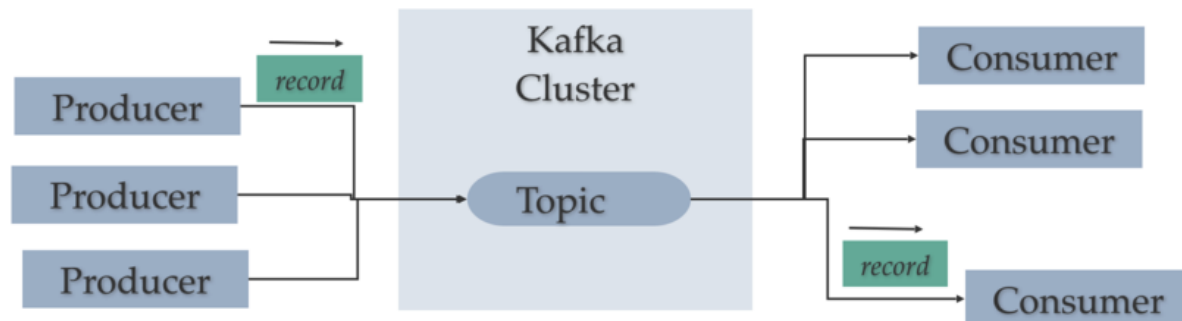 Producer
record
Producer
Producer
Kafka
Cluster
Topic
Consumer
Consumer
record
Consumer